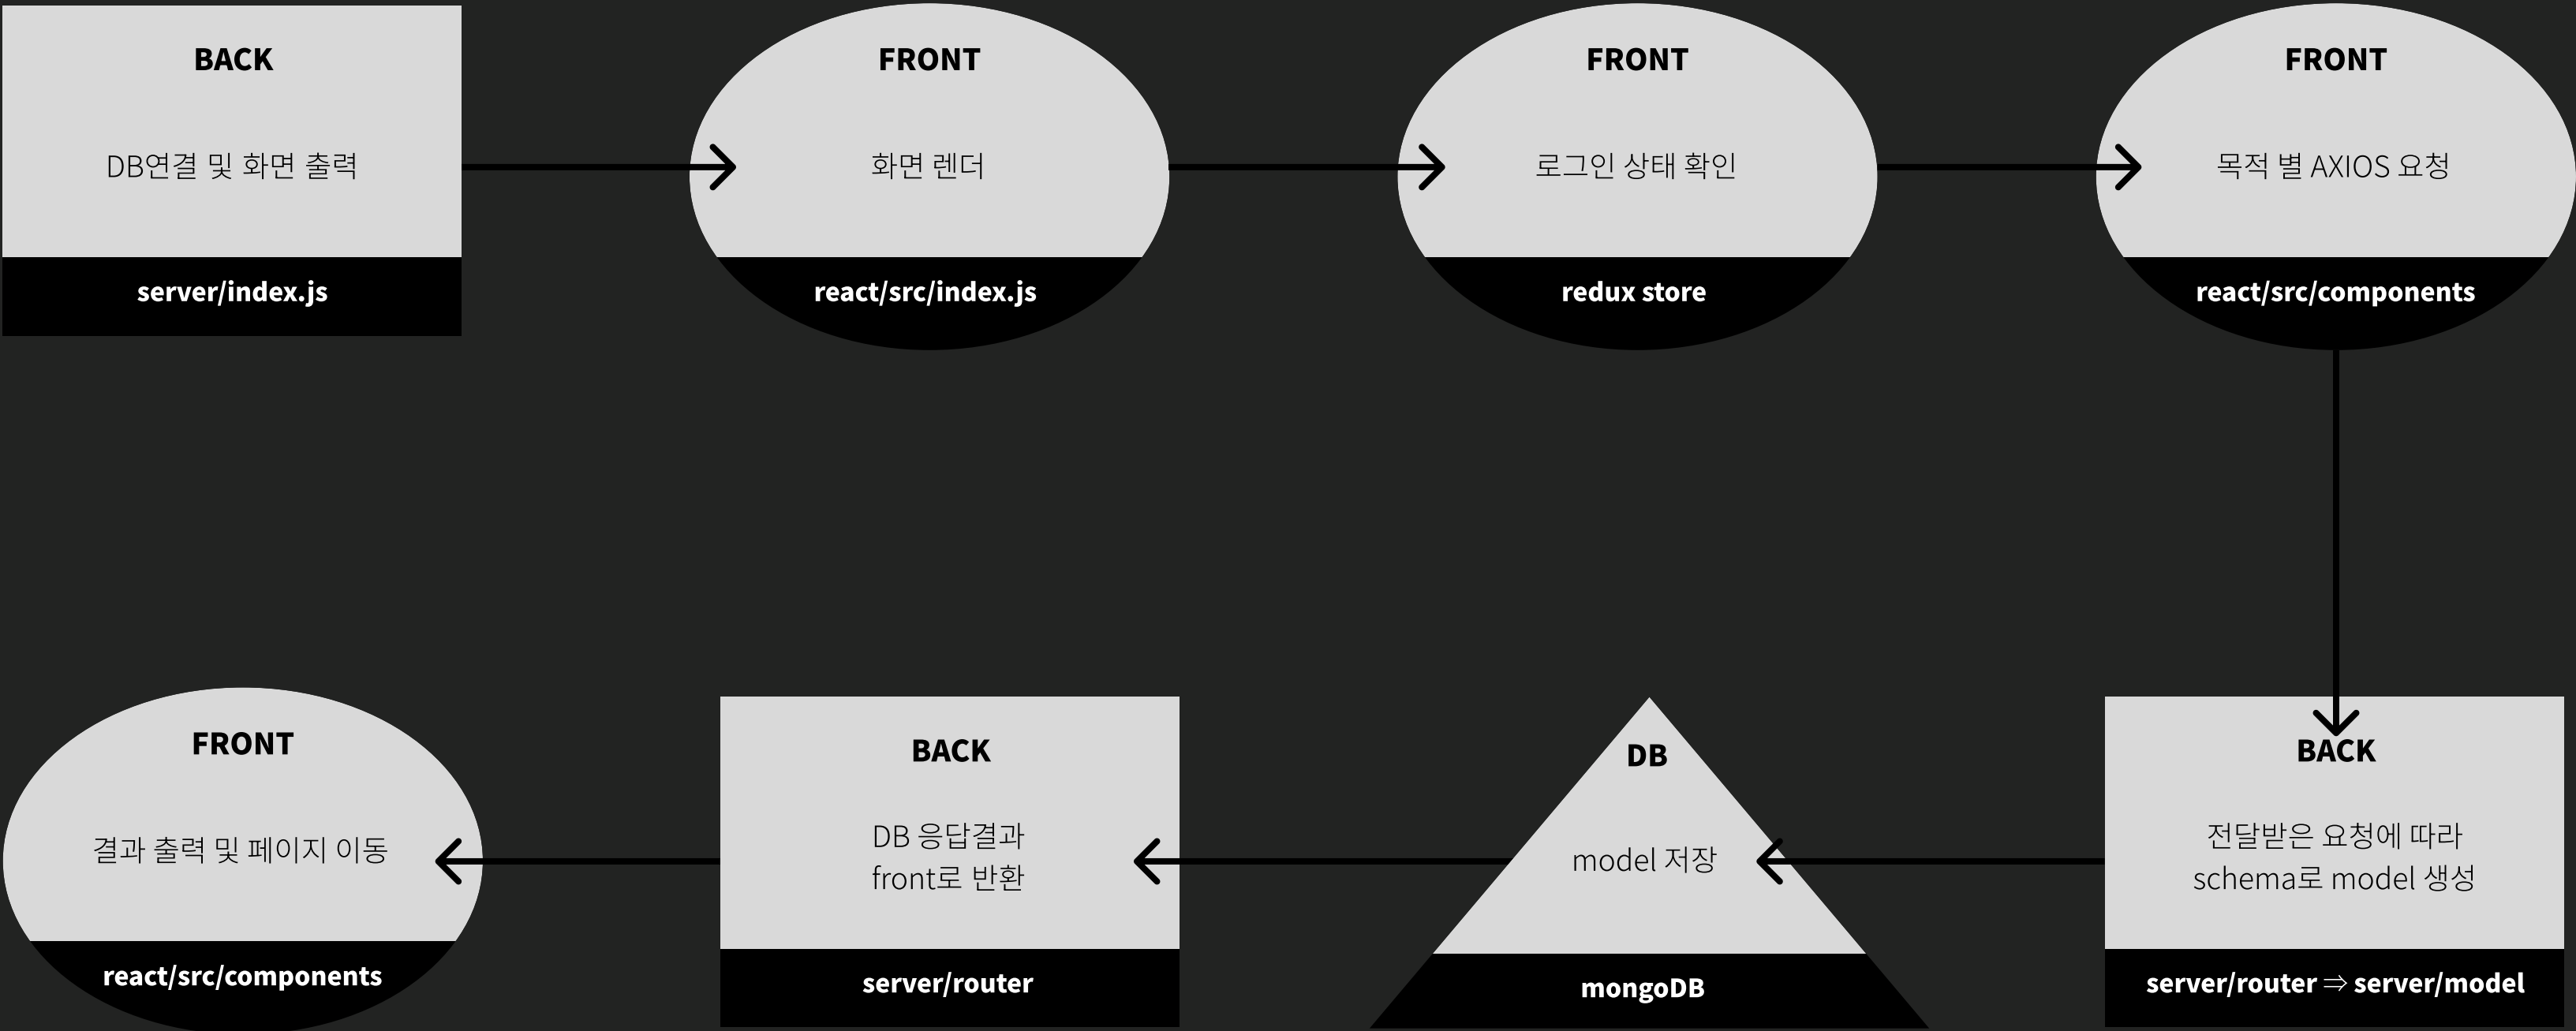 BACK
DB연결 및 화면 출력
server/index.js
FRONT
화면 렌더
react/src/index.js
FRONT
로그인 상태 확인
redux store
FRONT
목적 별 AXIOS 요청
react/src/components
BACK
전달받은 요청에 따라
schema로 model 생성
server/router ⇒ server/model
DB
model 저장
mongoDB
BACK
DB 응답결과
front로 반환
server/router
FRONT
결과 출력 및 페이지 이동
react/src/components